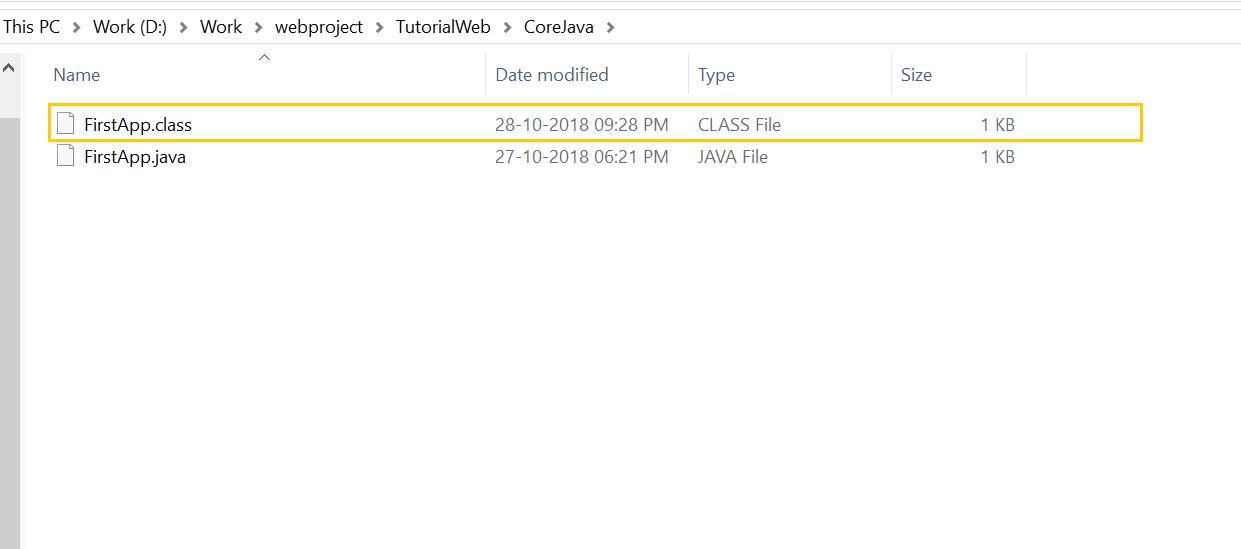 This PC > Work (D:) > Work > webproject > TutorialWeb > CoreJava >
Name Date modified Type Size
FirstApp.class 28-10-2018 09:28 PM CLASS File 1 KB
FirstApp.java 27-10-2018 06:21 PM JAVA File 1 KB